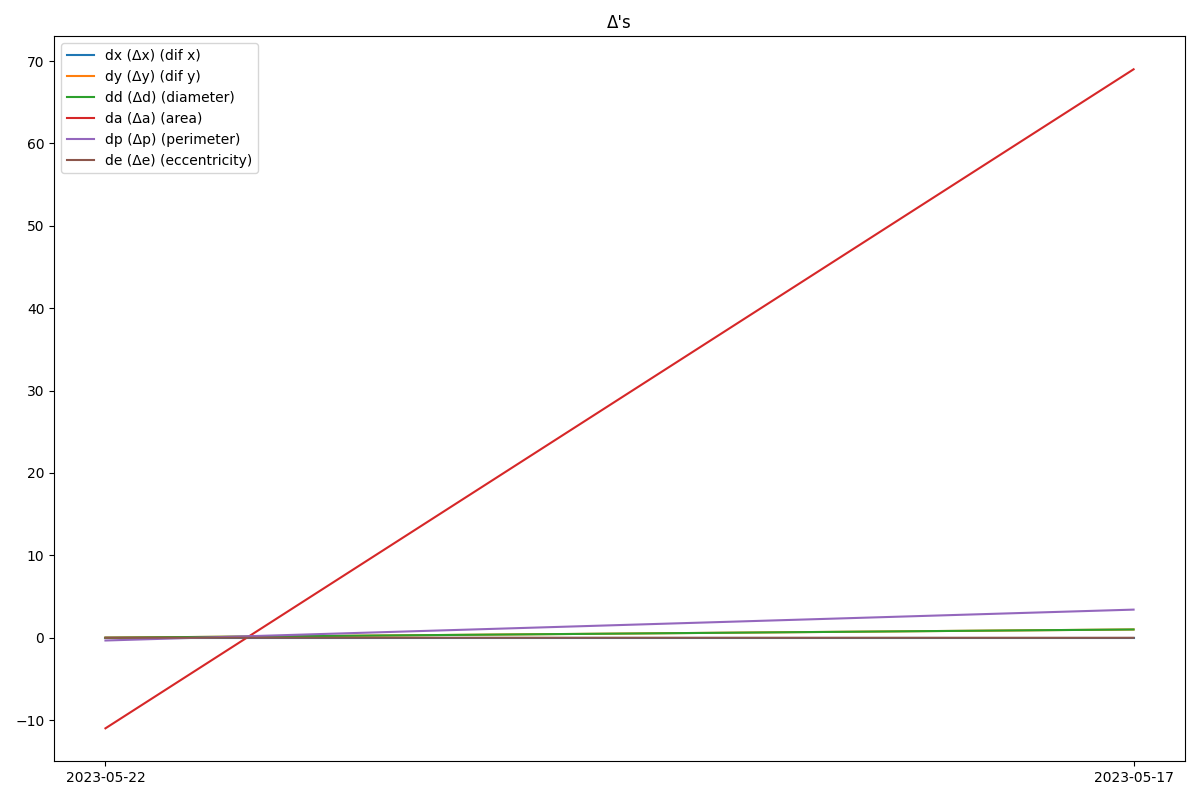 Δ's
dx (Δx) (dif x)
dy (Δy) (dif y)
dd (Δd) (diameter)
da (Δa) (area)
dp (Δp) (perimeter)
de (Δe) (eccentricity)
70
60
50
40
30
20
10
0
−10
2023-05-22 2023-05-17